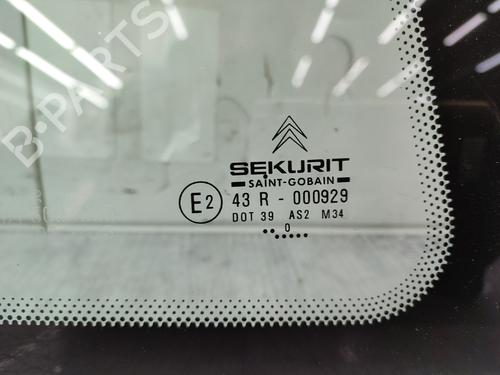 B-PARTS
SEKURIT
SAINT-GOBAIN
E2
43 R - 000929
DOT 39 AS2 M34
0